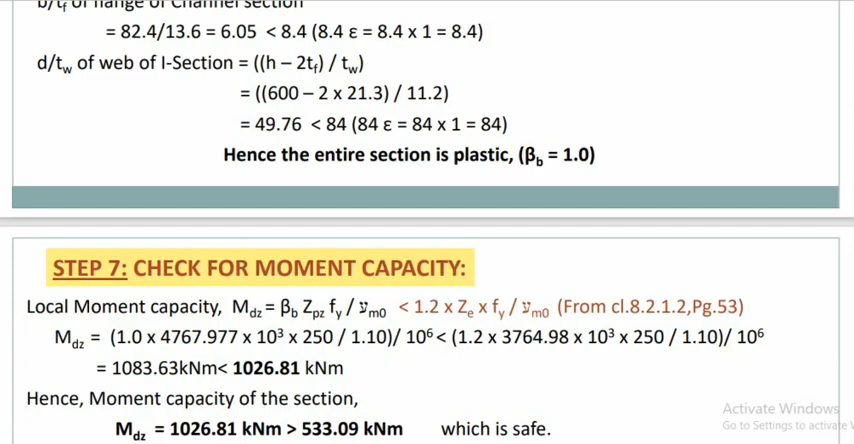 b/tf of flange of Channel section
= 82.4/13.6 = 6.05 < 8.4 (8.4 ε = 8.4 x 1 = 8.4)
d/tw of web of I-Section = ((h – 2tf) / tw)
= ((600 – 2 x 21.3) / 11.2)
= 49.76 < 84 (84 ε = 84 x 1 = 84)
Hence the entire section is plastic, (βb = 1.0)
STEP 7: CHECK FOR MOMENT CAPACITY:
Local Moment capacity, Mdz = βb Zpz fy / Ɣm0 < 1.2 x Ze x fy / Ɣm0 (From cl.8.2.1.2,Pg.53)
Mdz = (1.0 x 4767.977 x 10³ x 250 / 1.10)/ 10⁶ < (1.2 x 3764.98 x 10³ x 250 / 1.10)/ 10⁶
= 1083.63kNm< 1026.81 kNm
Hence, Moment capacity of the section,
Mdz = 1026.81 kNm > 533.09 kNm which is safe.
Activate Windows
Go to Settings to activate